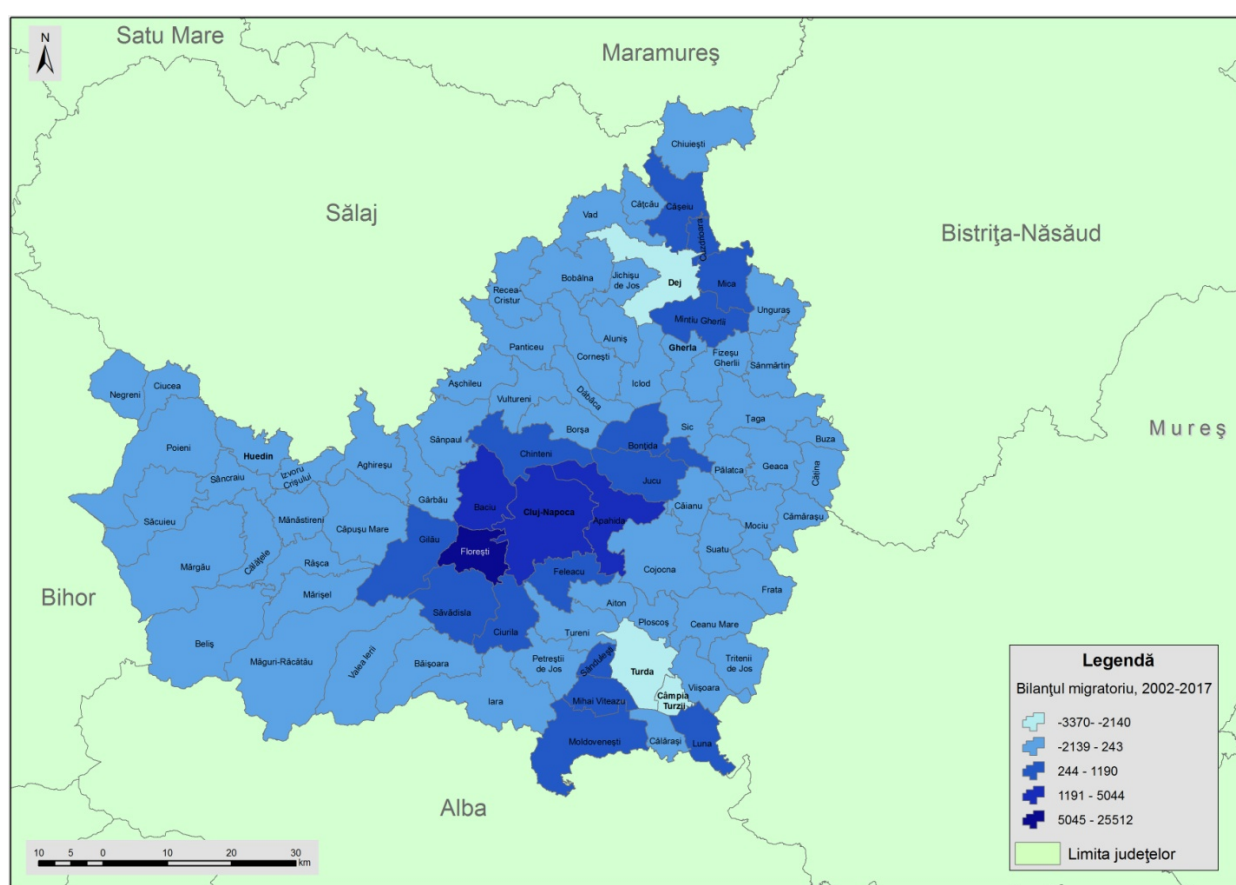 Satu Mare
Maramureş
N
Chiuieşti
Sălaj
Câţcău
Câşeiu
Vad
Cuzdrioara
Bistriţa-Năsăud
Bobâlna
Jichişu
de Jos
Dej
Mica
Recea-
Cristur
Unguraş
Mintiu Gherlii
Aluniş
Panticeu
Corneşti
Gherla
Fizeşu
Gherlii
Sânmărtin
Negreni
Ciucea
Aşchileu
Iclod
Vultureni
Dăbâca
Ţaga
Borşa
Sic
Mureş
Poieni
Huedin
Sânpaul
Bonţida
Buza
Chinteni
Aghireşu
Izvoru
Crişului
Sâncraiu
Pălatca
Geaca
Cătina
Jucu
Gârbău
Baciu
Cluj-Napoca
Căianu
Săcuieu
Mănăstireni
Căpuşu Mare
Apahida
Mociu
Cămăraşu
Gilău
Floreşti
Suatu
Mărgău
Călăţele
Râşca
Feleacu
Cojocna
Bihor
Mărişel
Frata
Aiton
Săvădisla
Ploscoş
Ceanu Mare
Ciurila
Tureni
Beliş
Măguri-Răcătău
Valea Ierii
Băişoara
Petreştii
de Jos
Sănduleşti
Turda
Tritenii
de Jos
Viişoara
Câmpia
Turzii
Iara
Mihai Viteazu
Moldoveneşti
Călăraşi
Luna
Alba
Legendă
Bilanţul migratoriu, 2002-2017
-3370- -2140
-2139 - 243
244 - 1190
1191 - 5044
5045 - 25512
Limita judeţelor
10 5 0 10 20 30
km